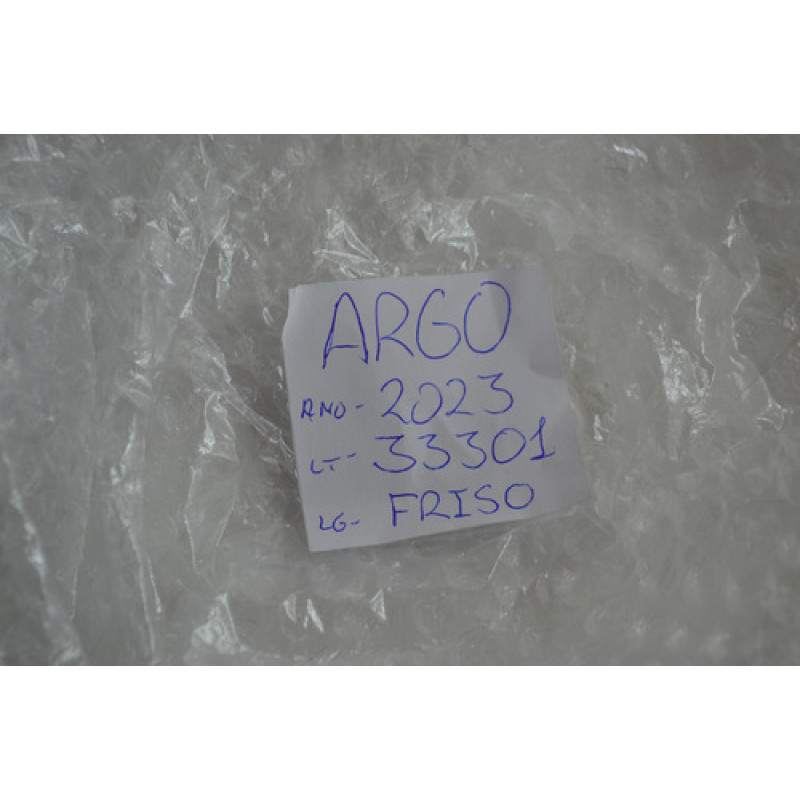 ARGO
ANO- 2023
LT- 33301
LG- FRISO